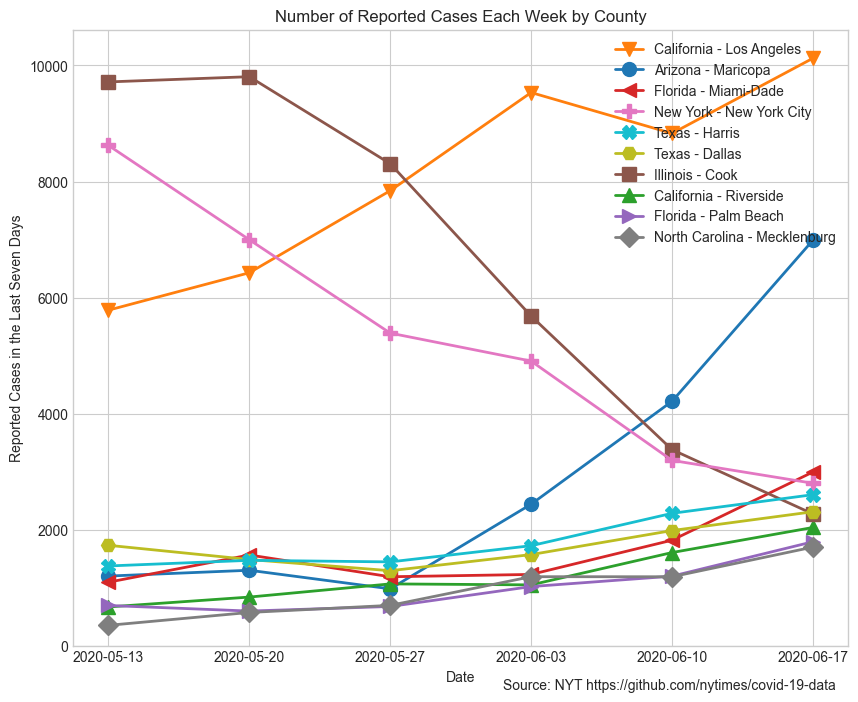 Number of Reported Cases Each Week by County
California - Los Angeles
Arizona - Maricopa
Florida - Miami-Dade
New York - New York City
Texas - Harris
Texas - Dallas
Illinois - Cook
California - Riverside
Florida - Palm Beach
North Carolina - Mecklenburg
Reported Cases in the Last Seven Days
10000
8000
6000
4000
2000
0
2020-05-13 2020-05-20 2020-05-27 2020-06-03 2020-06-10 2020-06-17
Date
Source: NYT https://github.com/nytimes/covid-19-data